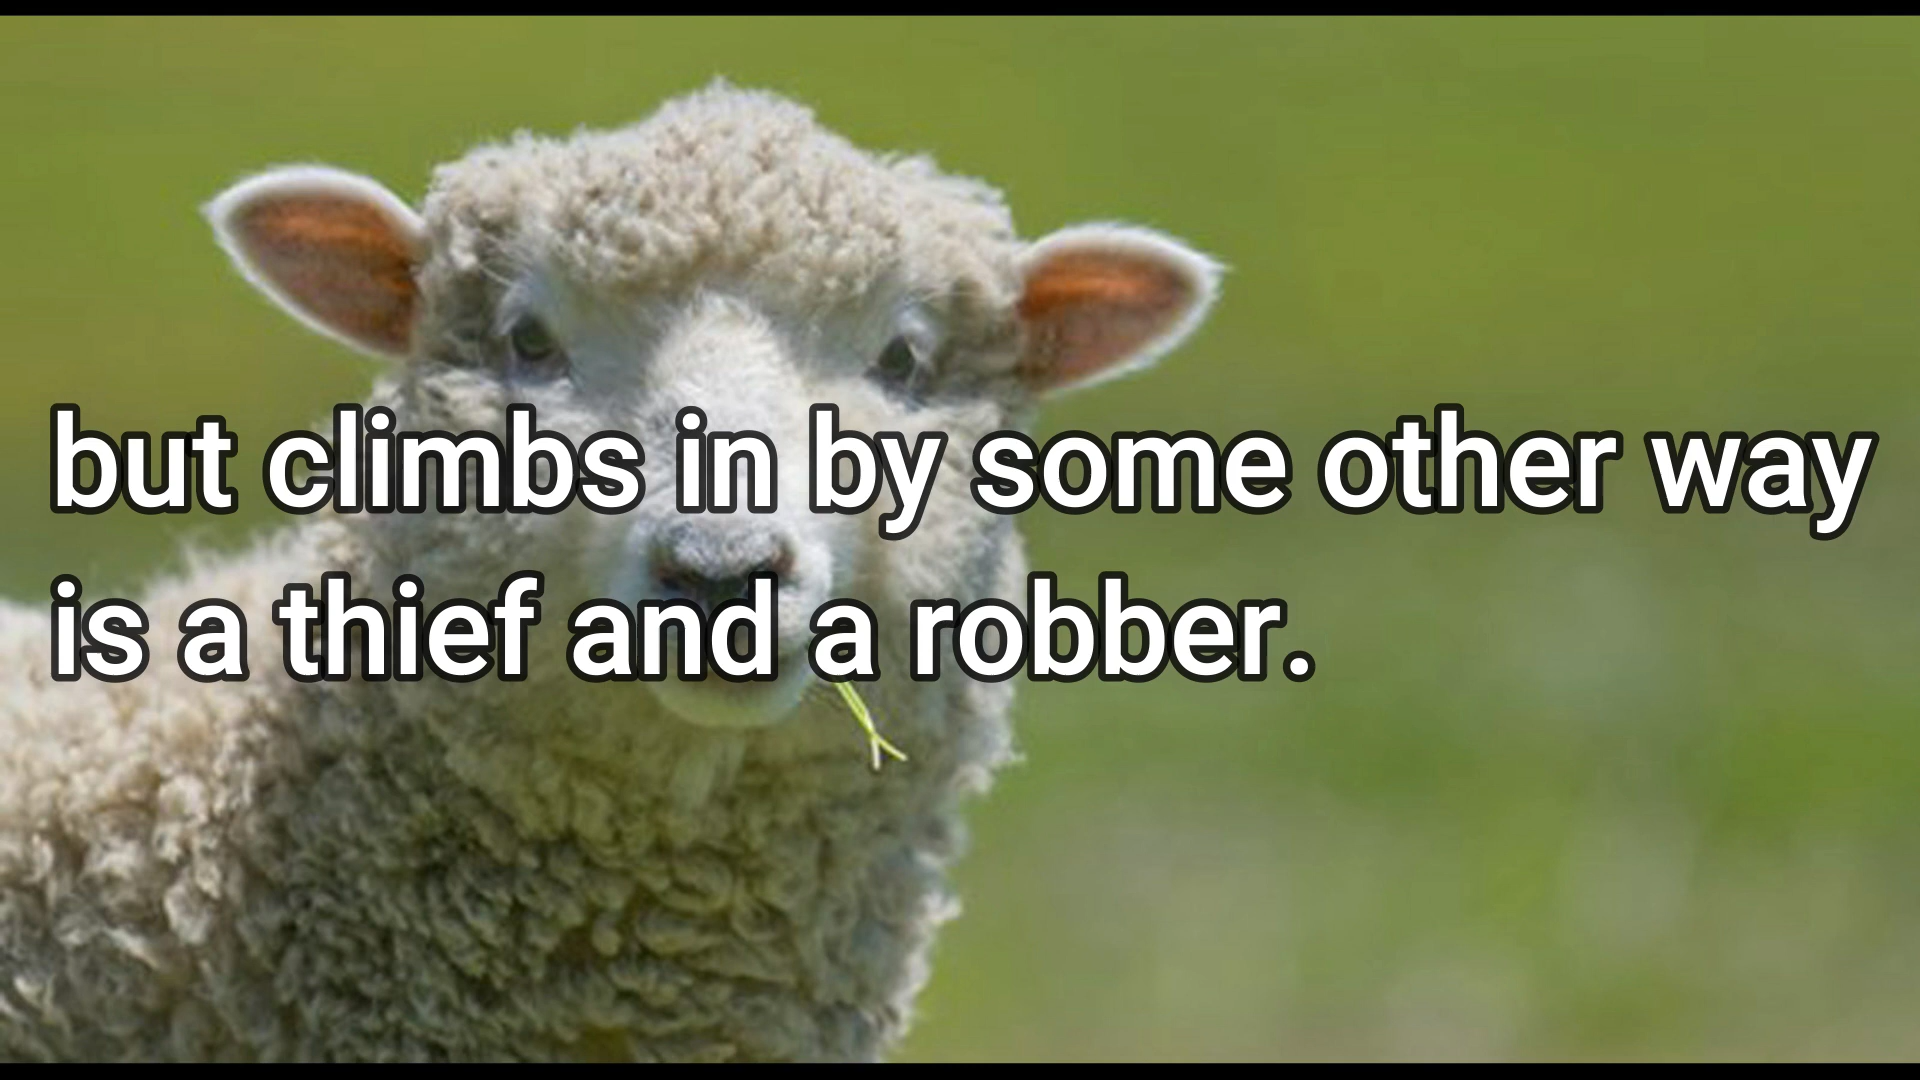 but climbs in by some other way
is a thief and a robber.